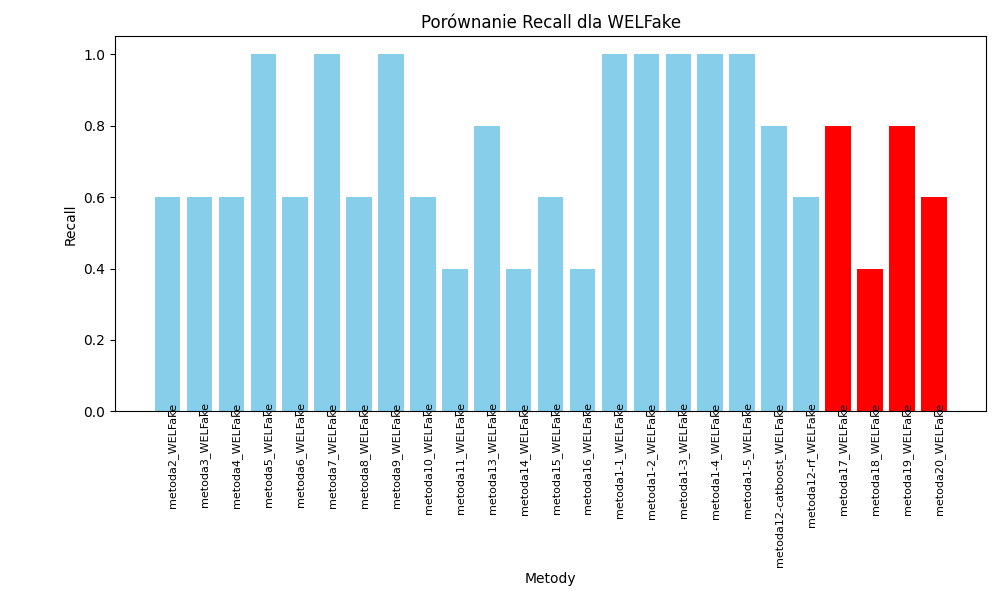 Porównanie Recall dla WELFake
Recall
1.0
0.8
0.6
0.4
0.2
0.0
metoda2_WELFake
metoda3_WELFake
metoda4_WELFake
metoda5_WELFake
metoda6_WELFake
metoda7_WELFake
metoda8_WELFake
metoda9_WELFake
metoda10_WELFake
metoda11_WELFake
metoda13_WELFake
metoda14_WELFake
metoda15_WELFake
metoda16_WELFake
metoda1-1_WELFake
metoda1-2_WELFake
metoda1-3_WELFake
metoda1-4_WELFake
metoda1-5_WELFake
metoda12-catboost_WELFake
metoda12-rf_WELFake
metoda17_WELFake
metoda18_WELFake
metoda19_WELFake
metoda20_WELFake
Metody